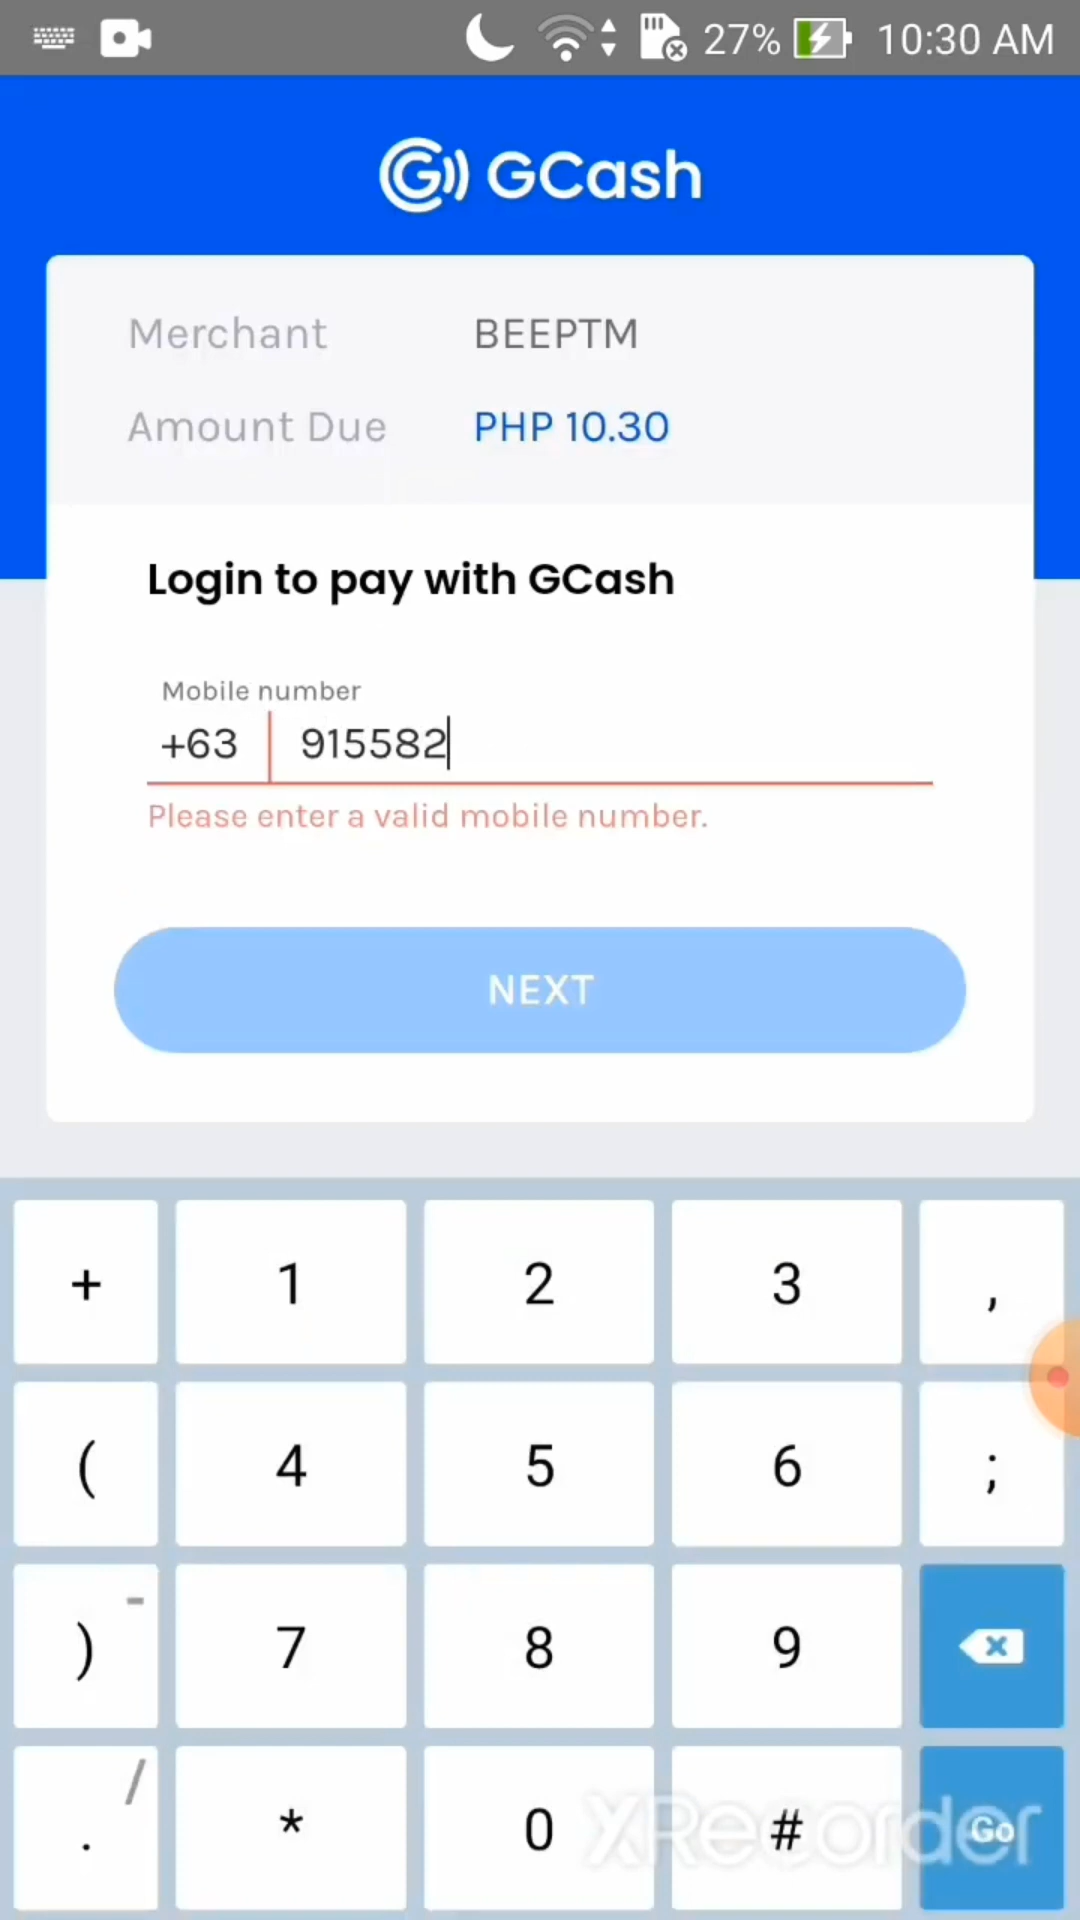 27% 10:30 AM
GCash
Merchant BEEPTM
Amount Due PHP 10.30
Login to pay with GCash
Mobile number
+63 915582
Please enter a valid mobile number.
NEXT
+ 1 2 3 ,
( 4 5 6 ;
) - 7 8 9
. / * 0 # Go
XRecorder